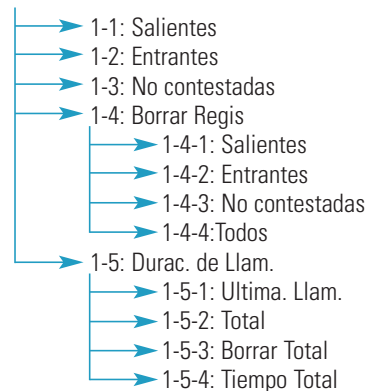 1-1: Salientes
1-2: Entrantes
1-3: No contestadas
1-4: Borrar Regis
1-4-1: Salientes
1-4-2: Entrantes
1-4-3: No contestadas
1-4-4:Todos
1-5: Durac. de Llam.
1-5-1: Ultima. Llam.
1-5-2: Total
1-5-3: Borrar Total
1-5-4: Tiempo Total